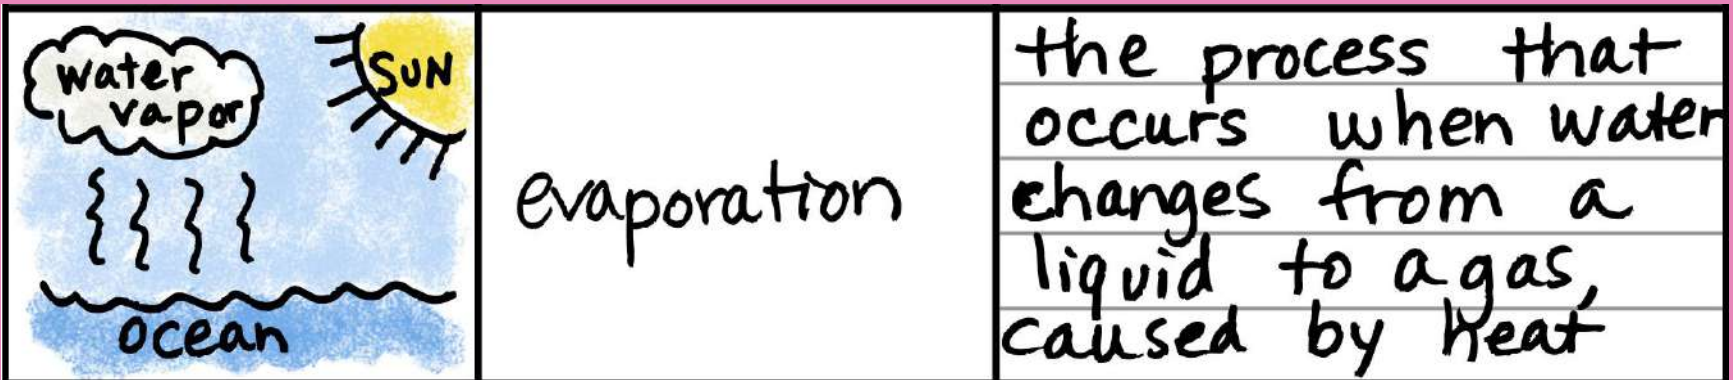 water
vapor
SUN
ocean
evaporation
the process that
occurs when water
changes from a
liquid to a gas,
caused by heat